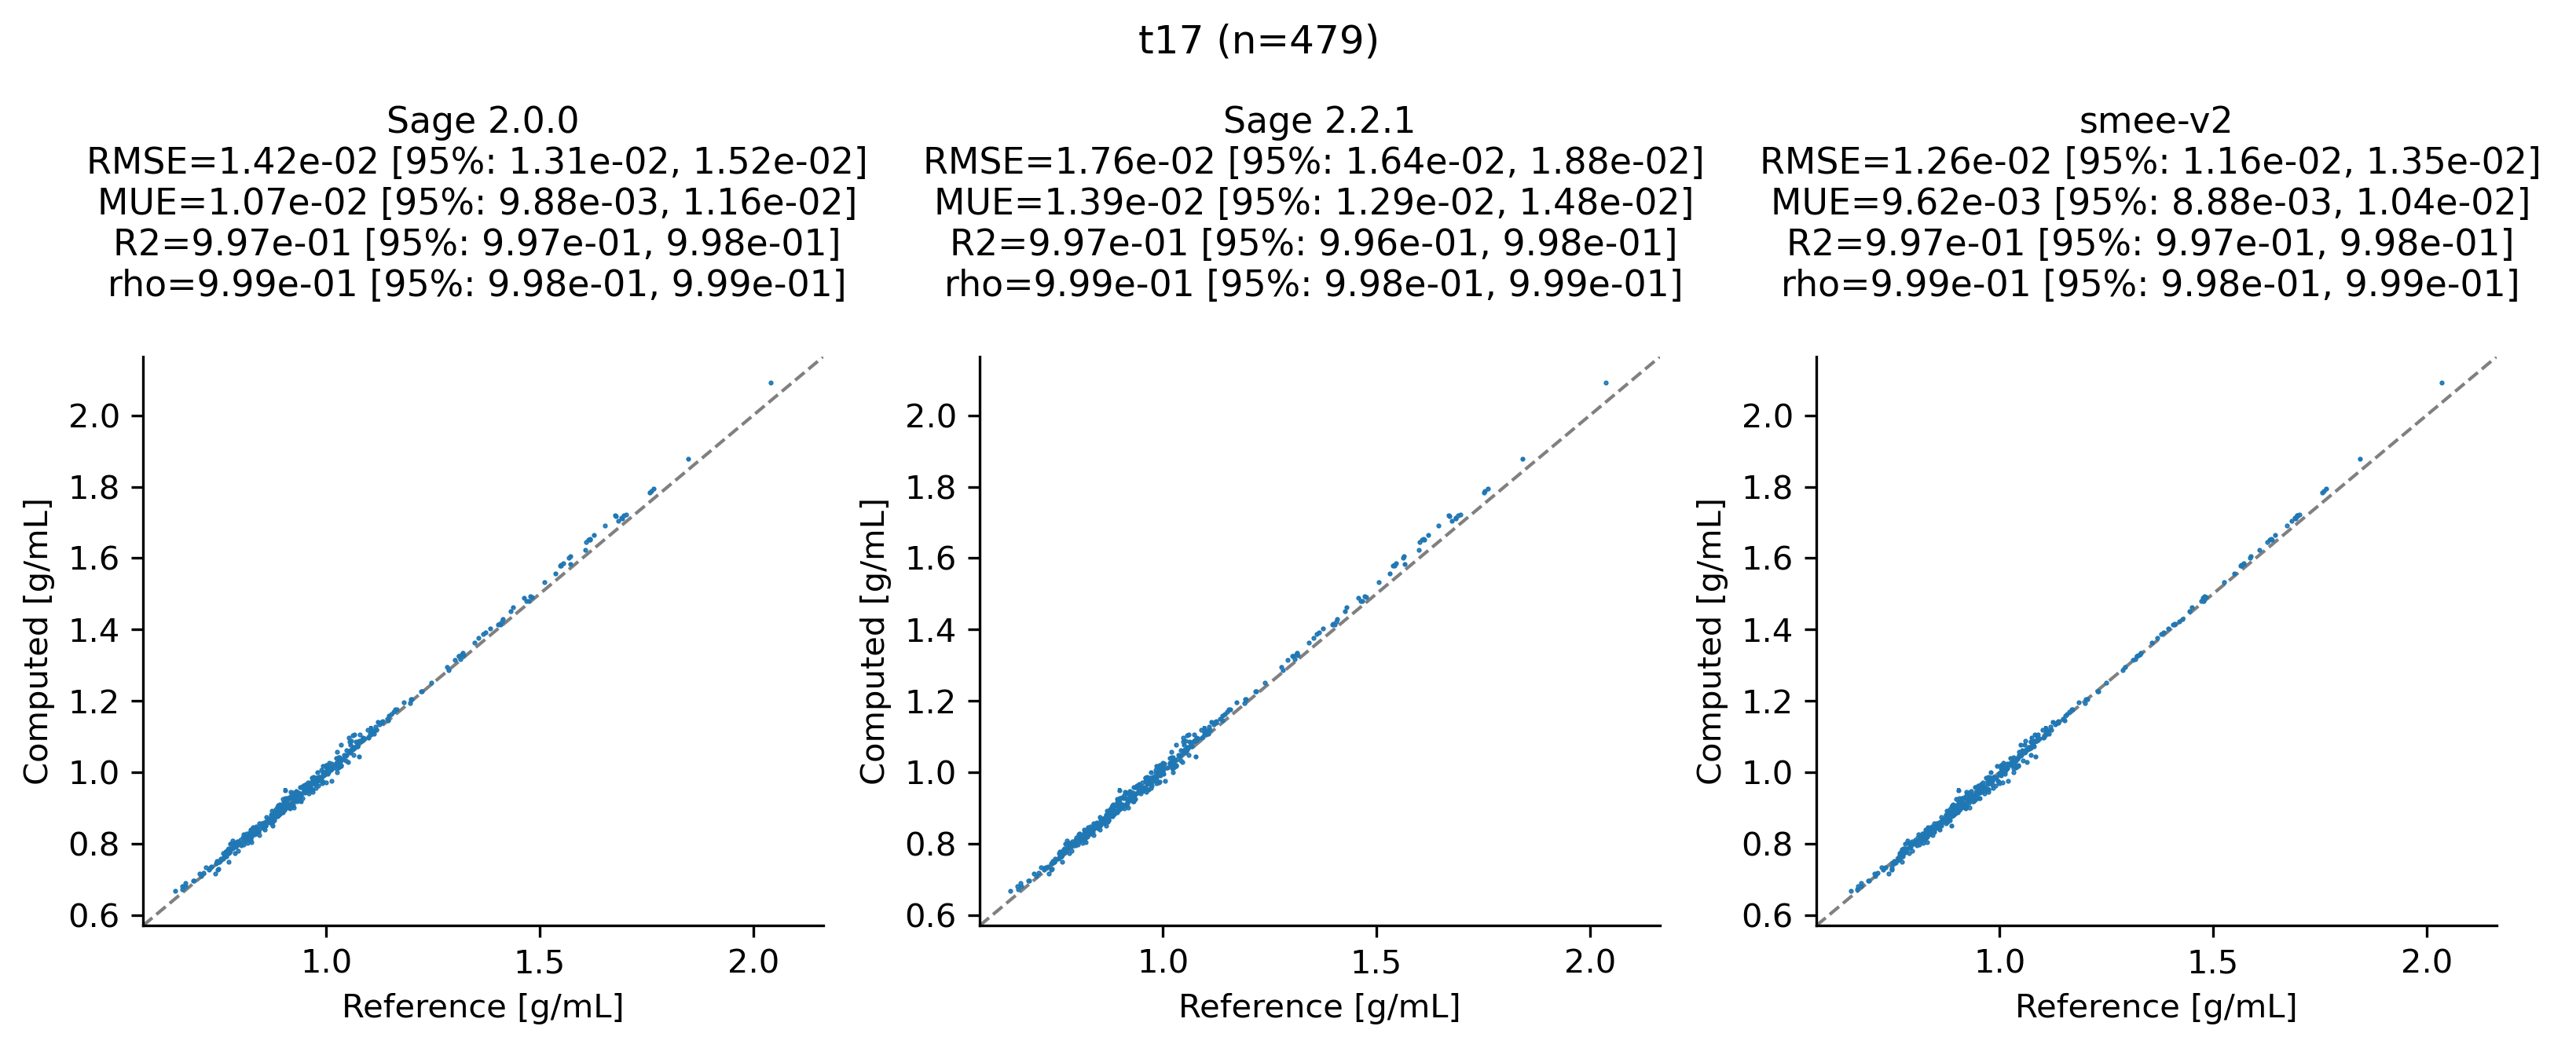 t17 (n=479)
Sage 2.0.0
RMSE=1.42e-02 [95%: 1.31e-02, 1.52e-02]
MUE=1.07e-02 [95%: 9.88e-03, 1.16e-02]
R2=9.97e-01 [95%: 9.97e-01, 9.98e-01]
rho=9.99e-01 [95%: 9.98e-01, 9.99e-01]
2.0
1.8
1.6
1.4
1.2
1.0
0.8
0.6
Computed [g/mL]
1.0 1.5 2.0
Reference [g/mL]
Sage 2.2.1
RMSE=1.76e-02 [95%: 1.64e-02, 1.88e-02]
MUE=1.39e-02 [95%: 1.29e-02, 1.48e-02]
R2=9.97e-01 [95%: 9.96e-01, 9.98e-01]
rho=9.99e-01 [95%: 9.98e-01, 9.99e-01]
2.0
1.8
1.6
1.4
1.2
1.0
0.8
0.6
Computed [g/mL]
1.0 1.5 2.0
Reference [g/mL]
smee-v2
RMSE=1.26e-02 [95%: 1.16e-02, 1.35e-02]
MUE=9.62e-03 [95%: 8.88e-03, 1.04e-02]
R2=9.97e-01 [95%: 9.97e-01, 9.98e-01]
rho=9.99e-01 [95%: 9.98e-01, 9.99e-01]
2.0
1.8
1.6
1.4
1.2
1.0
0.8
0.6
Computed [g/mL]
1.0 1.5 2.0
Reference [g/mL]